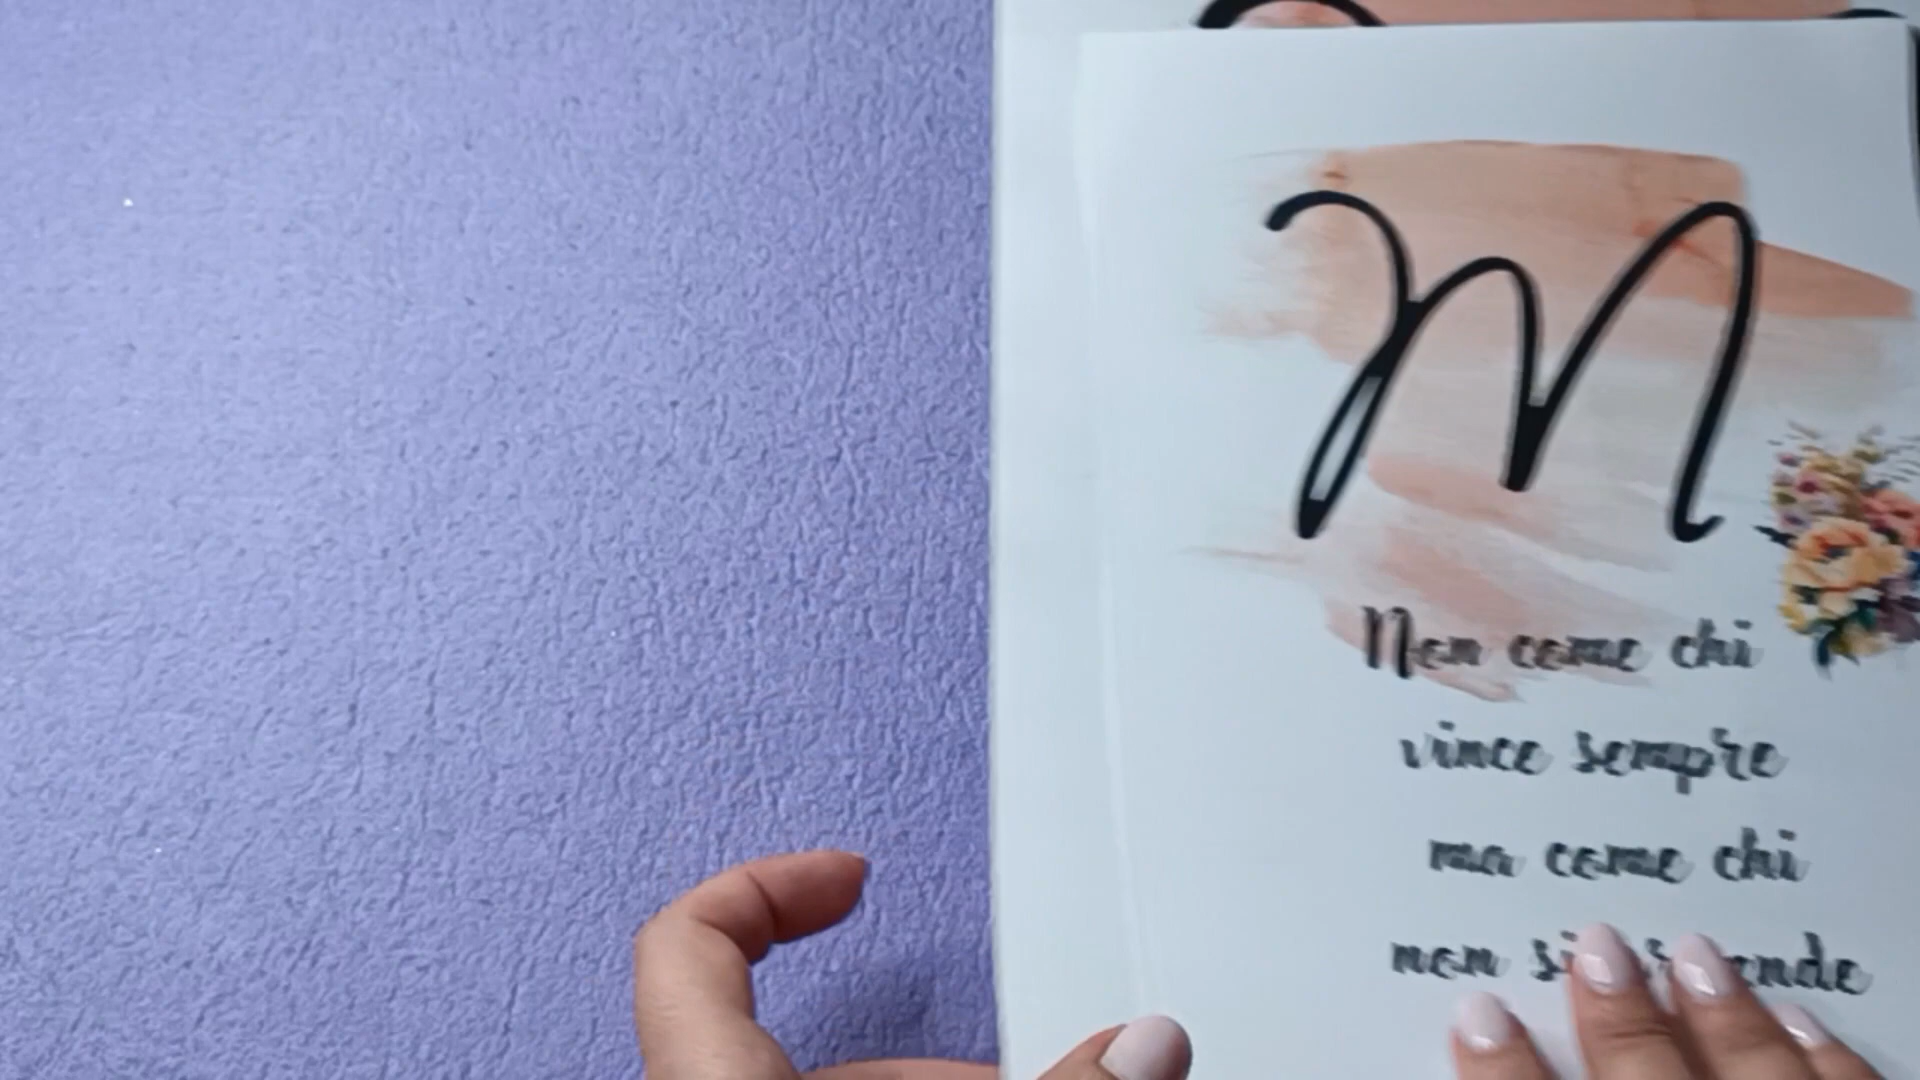 M
Non come chi
vince sempre
ma come chi
non si